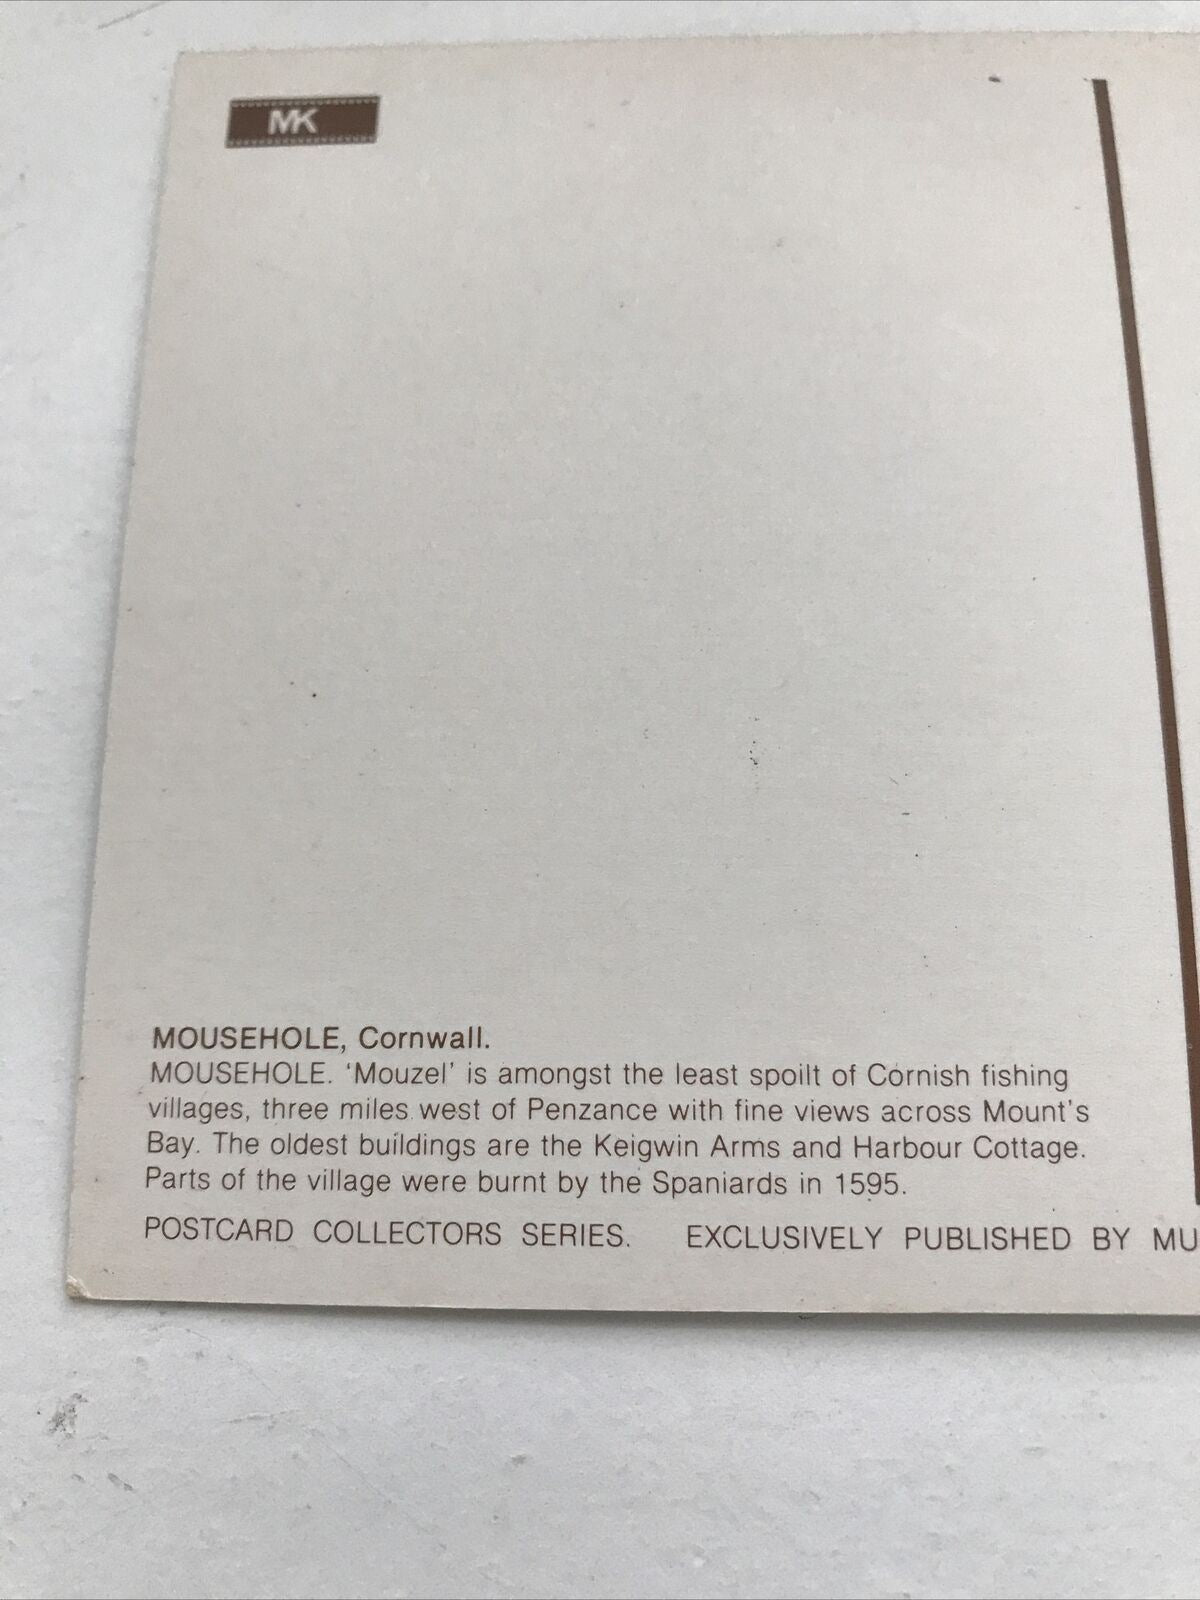 MK
MOUSEHOLE, Cornwall.
MOUSEHOLE. 'Mouzel' is amongst the least spoilt of Cornish fishing
villages, three miles west of Penzance with fine views across Mount's
Bay. The oldest buildings are the Keigwin Arms and Harbour Cottage.
Parts of the village were burnt by the Spaniards in 1595.
POSTCARD COLLECTORS SERIES. EXCLUSIVELY PUBLISHED BY MU